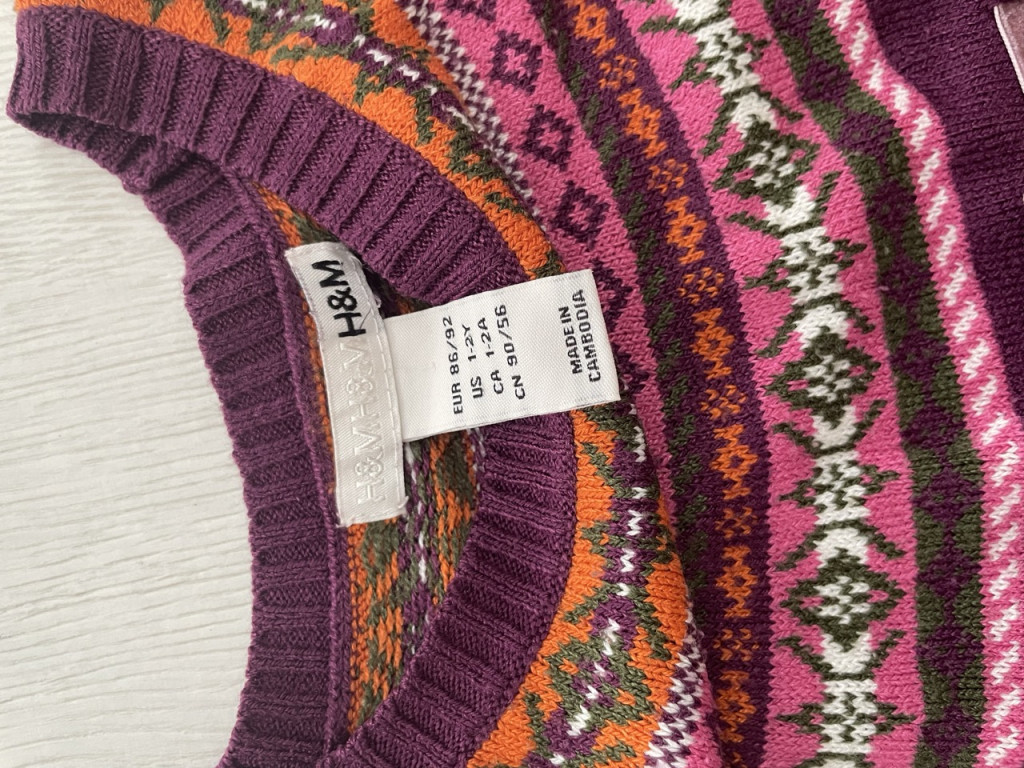 H&M
H&M H&M
EUR 86/92
US 1-2Y
CA 1-2A
CN 90/56
MADE IN
CAMBODIA